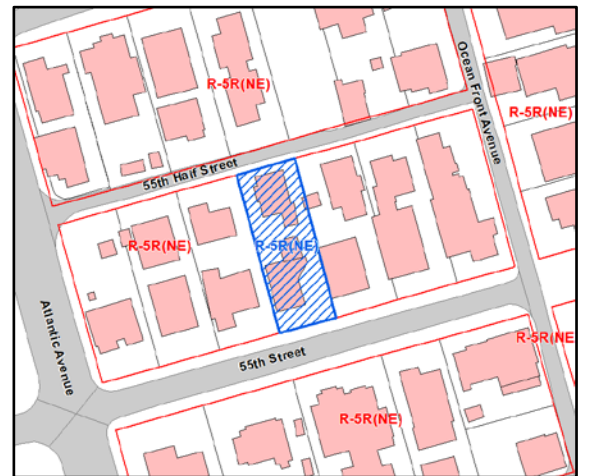 R-5R(NE)
Ocean Front Avenue
R-5R(NE)
55th Half Street
R-5R(NE)
R-5R(NE)
Atlantic Avenue
R-5R(NE
55th Street
R-5R(NE)